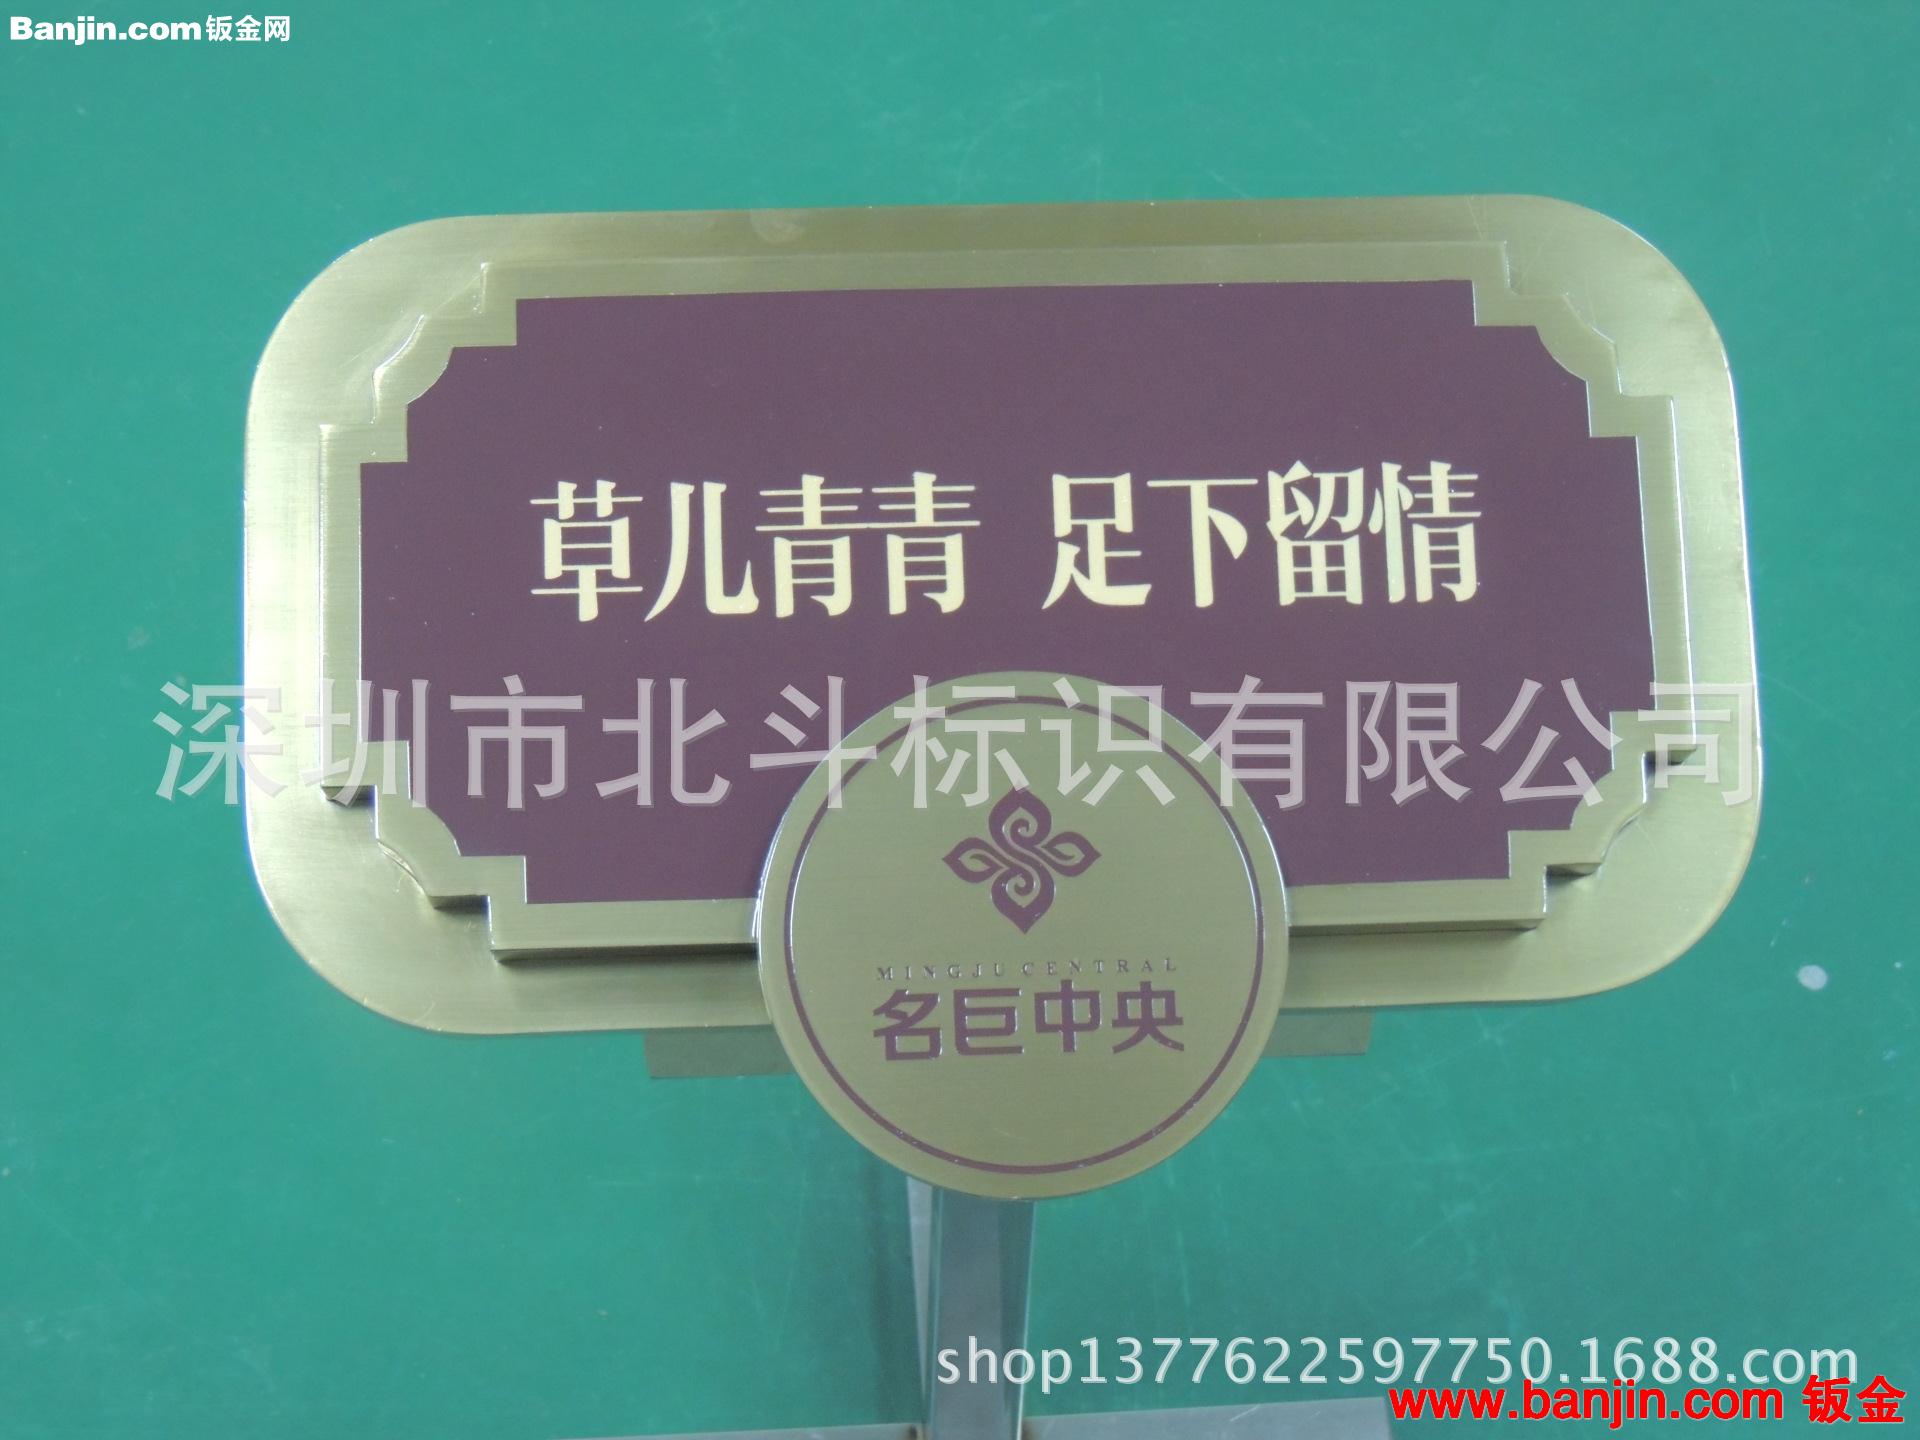 Banjin.com钣金网
草儿青青 足下留情
深圳市北斗标识有限公司
MINGJU CENTRAL
名巨中央
shop1377622597750.1688.com
www.banjin.com 钣金